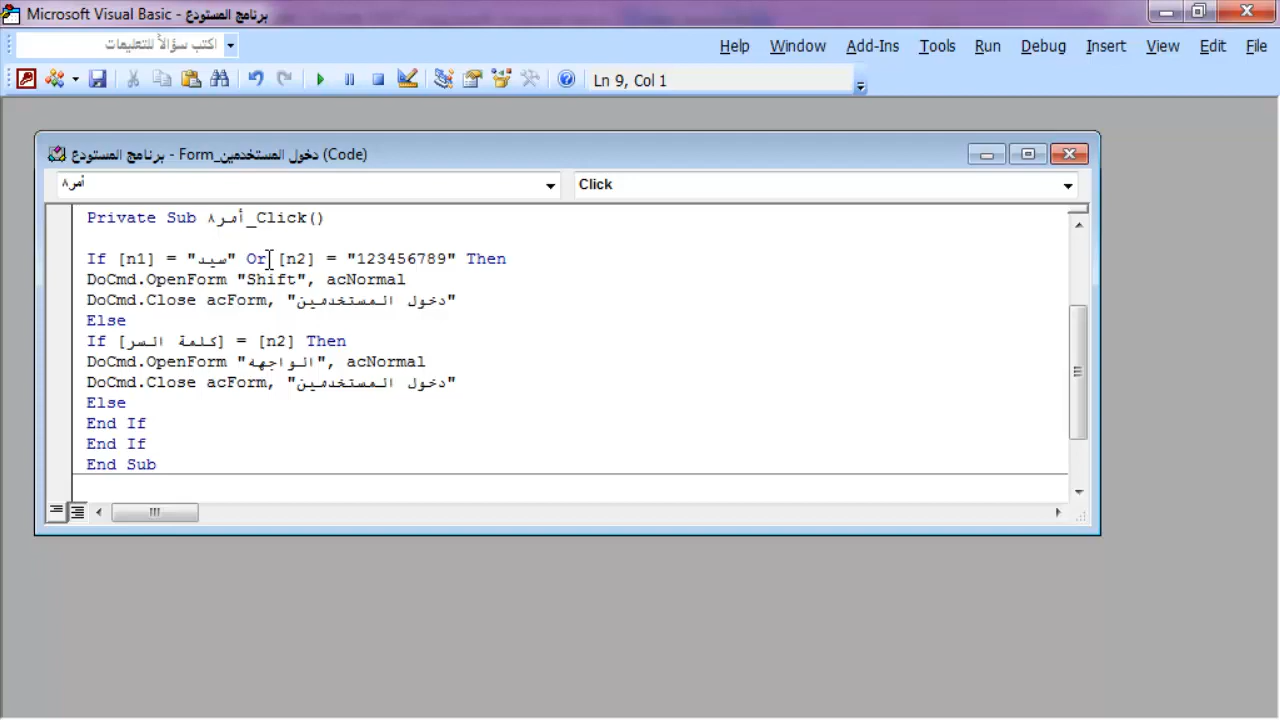 Microsoft Visual Basic - برنامج المستودع
اكتب سؤالاً للتعليمات
Help Window Add-Ins Tools Run Debug Insert View Edit File
Ln 9, Col 1
برنامج المستودع - Form_دخول المستخدمين (Code)
أمر٨
Click
Private Sub أمر٨_Click()
If [n1] = "سيد" Or [n2] = "123456789" Then
DoCmd.OpenForm "Shift", acNormal
DoCmd.Close acForm, "دخول المستخدمين"
Else
If [كلمة السر] = [n2] Then
DoCmd.OpenForm "الواجهة", acNormal
DoCmd.Close acForm, "دخول المستخدمين"
Else
End If
End If
End Sub